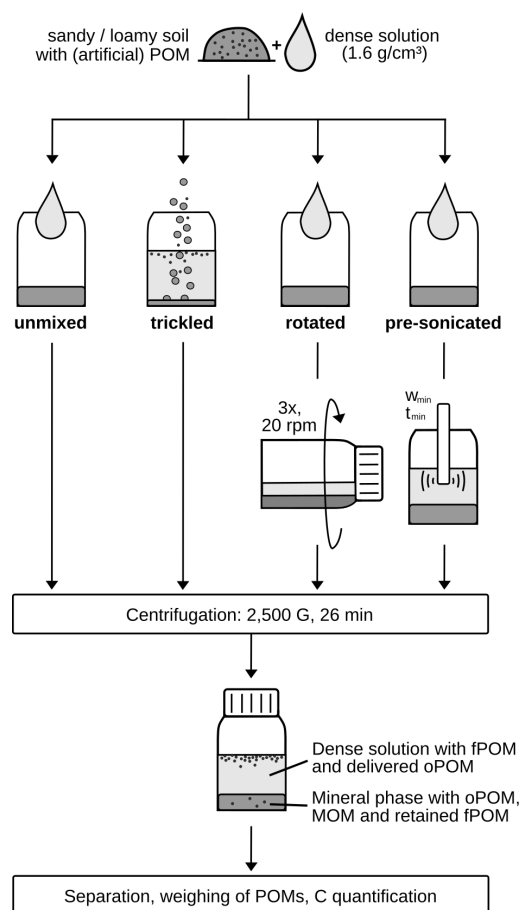 sandy / loamy soil
with (artificial) POM
+
dense solution
(1.6 g/cm³)
unmixed
trickled
rotated
pre-sonicated
3x,
20 rpm
wmin
tmin
Centrifugation: 2,500 G, 26 min
Dense solution with fPOM
and delivered oPOM
Mineral phase with oPOM,
MOM and retained fPOM
Separation, weighing of POMs, C quantification